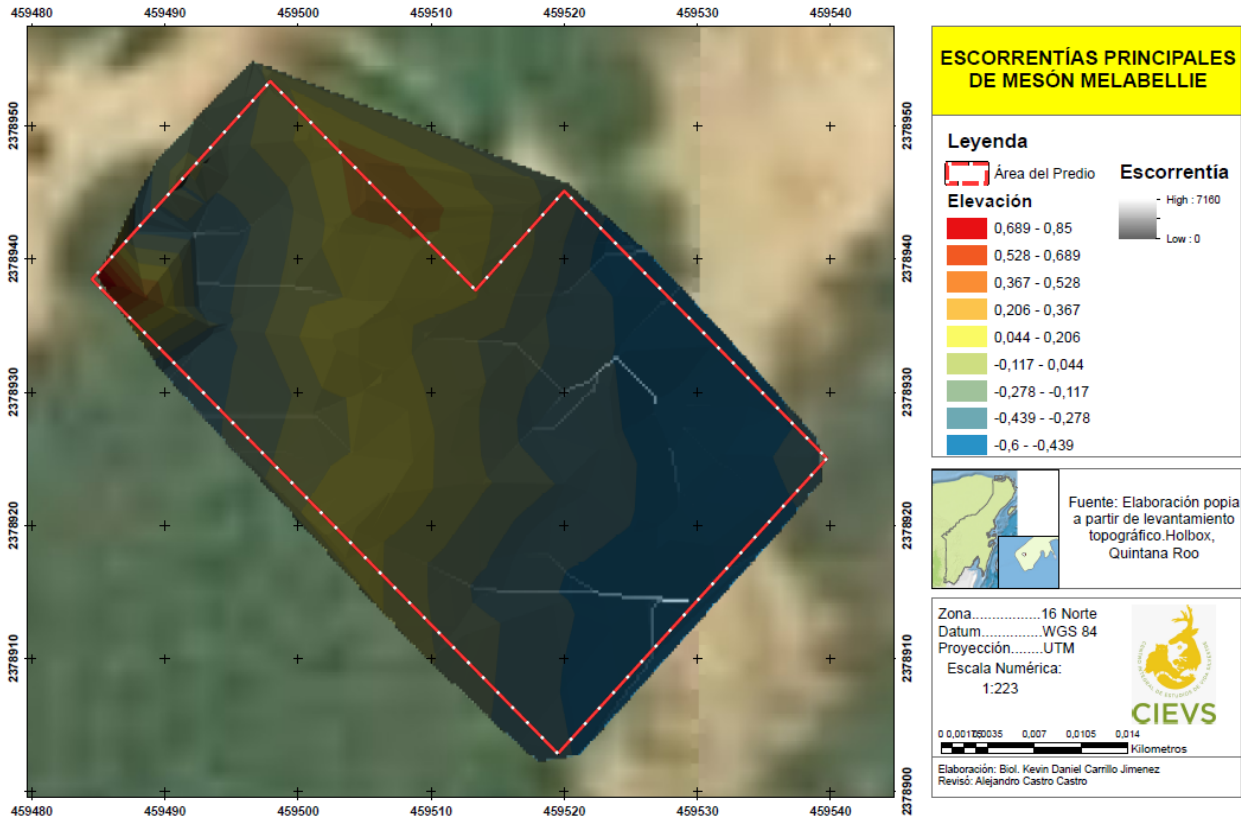 459480 459490 459500 459510 459520 459530 459540
2378950
2378940
2378930
2378920
2378910
2378950
2378940
2378930
2378920
2378910
2378900
459480 459490 459500 459510 459520 459530 459540
ESCORRENTÍAS PRINCIPALES
DE MESÓN MELABELLIE
Leyenda
Área del Predio
Elevación
0,689 - 0,85
0,528 - 0,689
0,367 - 0,528
0,206 - 0,367
0,044 - 0,206
-0,117 - 0,044
-0,278 - -0,117
-0,439 - -0,278
-0,6 - -0,439
Escorrentía
High : 7160
Low : 0
Fuente: Elaboración popia
a partir de levantamiento
topográfico.Holbox,
Quintana Roo
Zona.................16 Norte
Datum..............WGS 84
Proyección........UTM
Escala Numérica:
1:223
CIEVS
0 0,00175 0,0035 0,007 0,0105 0,014
Kilometros
Elaboración: Biol. Kevin Daniel Carrillo Jimenez
Revisó: Alejandro Castro Castro